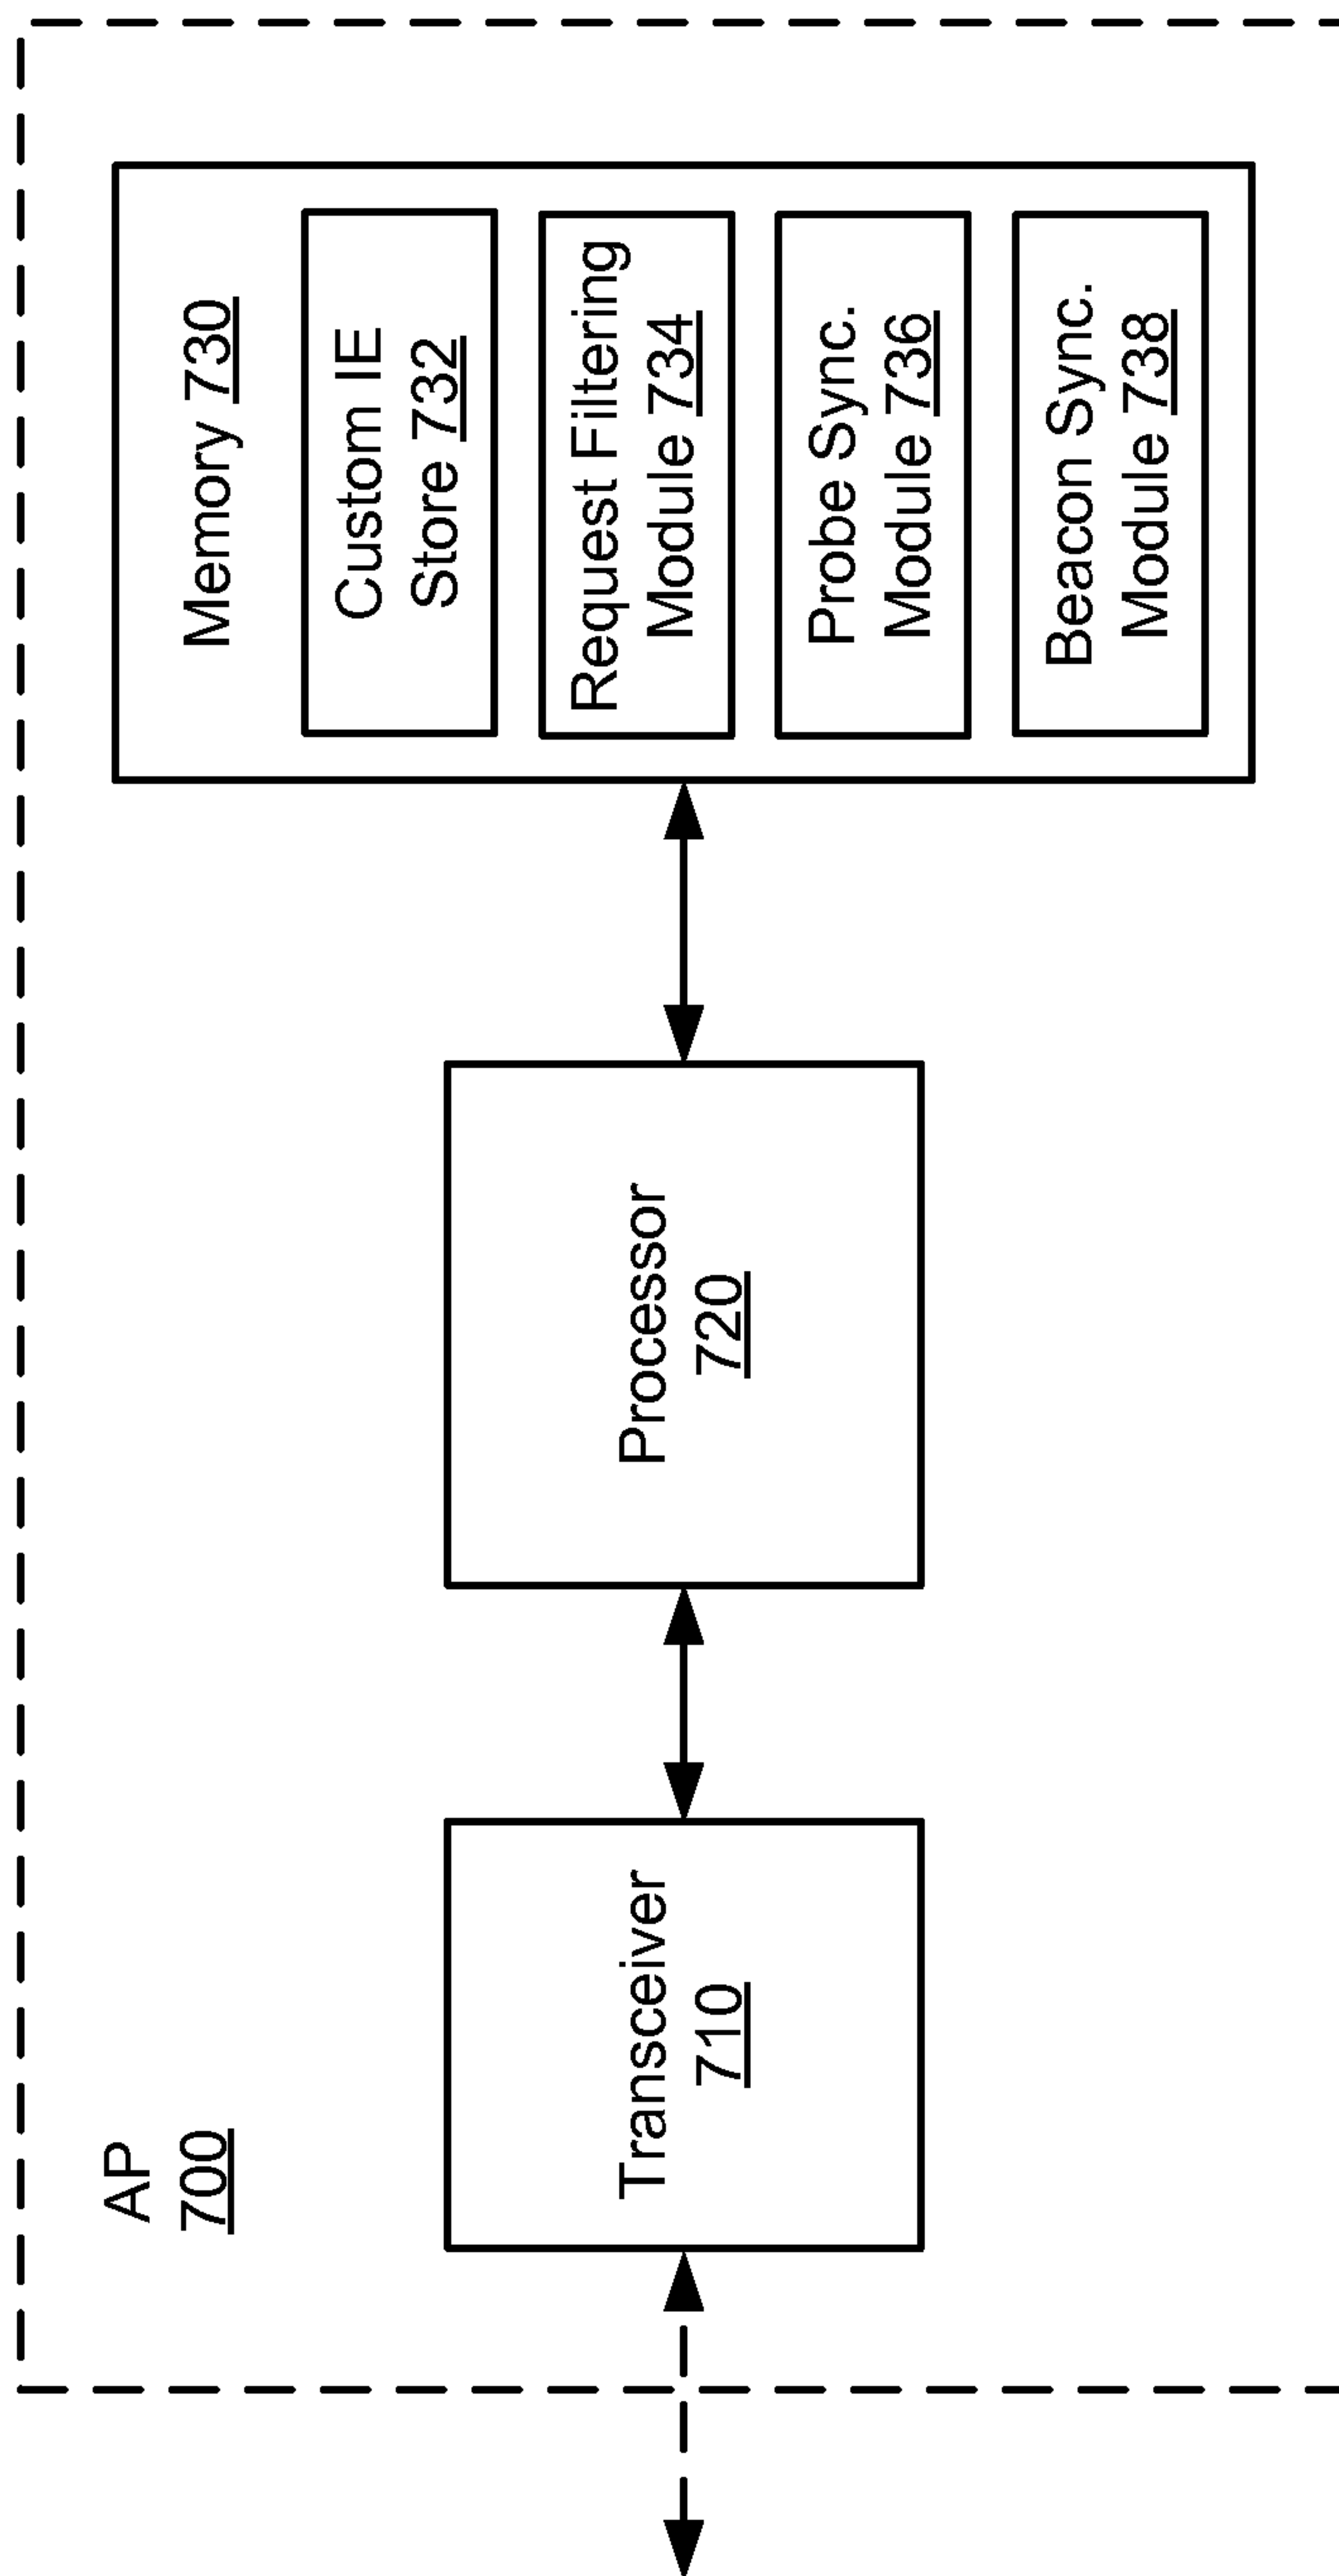 AP
700
Transceiver
710
Processor
720
Memory 730
Custom IE
Store 732
Request Filtering
Module 734
Probe Sync.
Module 736
Beacon Sync.
Module 738